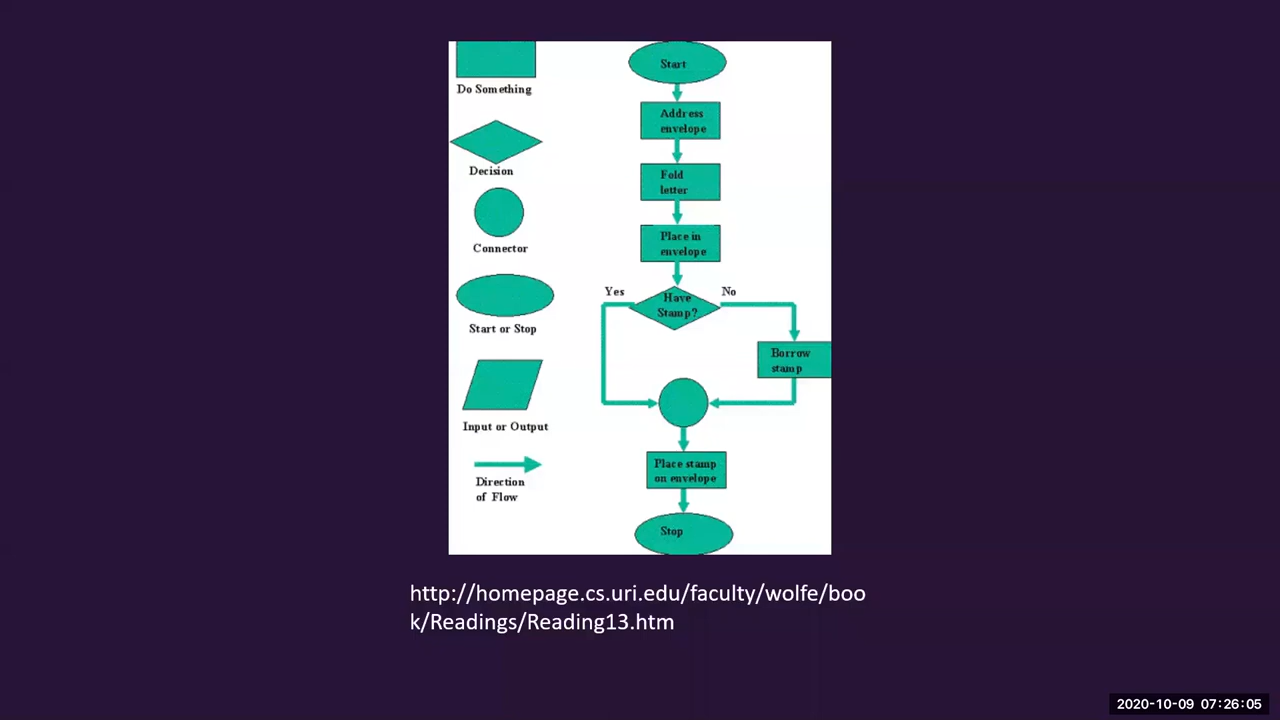 Do Something
Decision
Connector
Start or Stop
Input or Output
Direction
of Flow
Start
Address
envelope
Fold
letter
Place in
envelope
Yes
No
Have
Stamp?
Borrow
stamp
Place stamp
on envelope
Stop
http://homepage.cs.uri.edu/faculty/wolfe/boo
k/Readings/Reading13.htm
2020-10-09 07:26:05